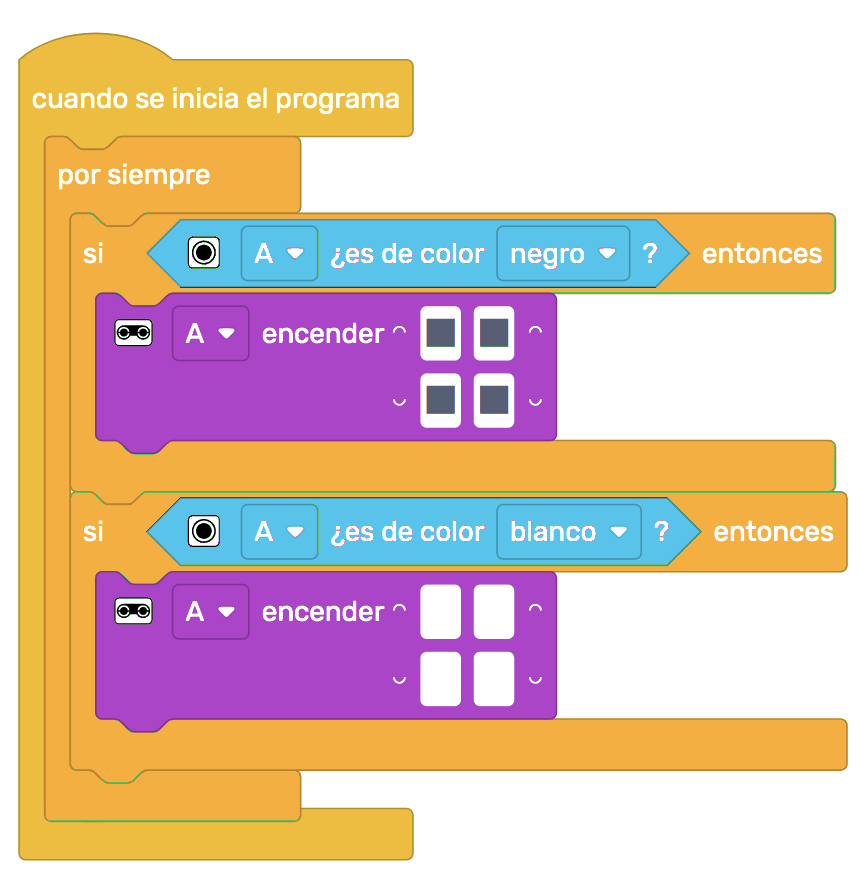 cuando se inicia el programa
por siempre
si A ¿es de color negro ? entonces
A encender
si A ¿es de color blanco ? entonces
A encender